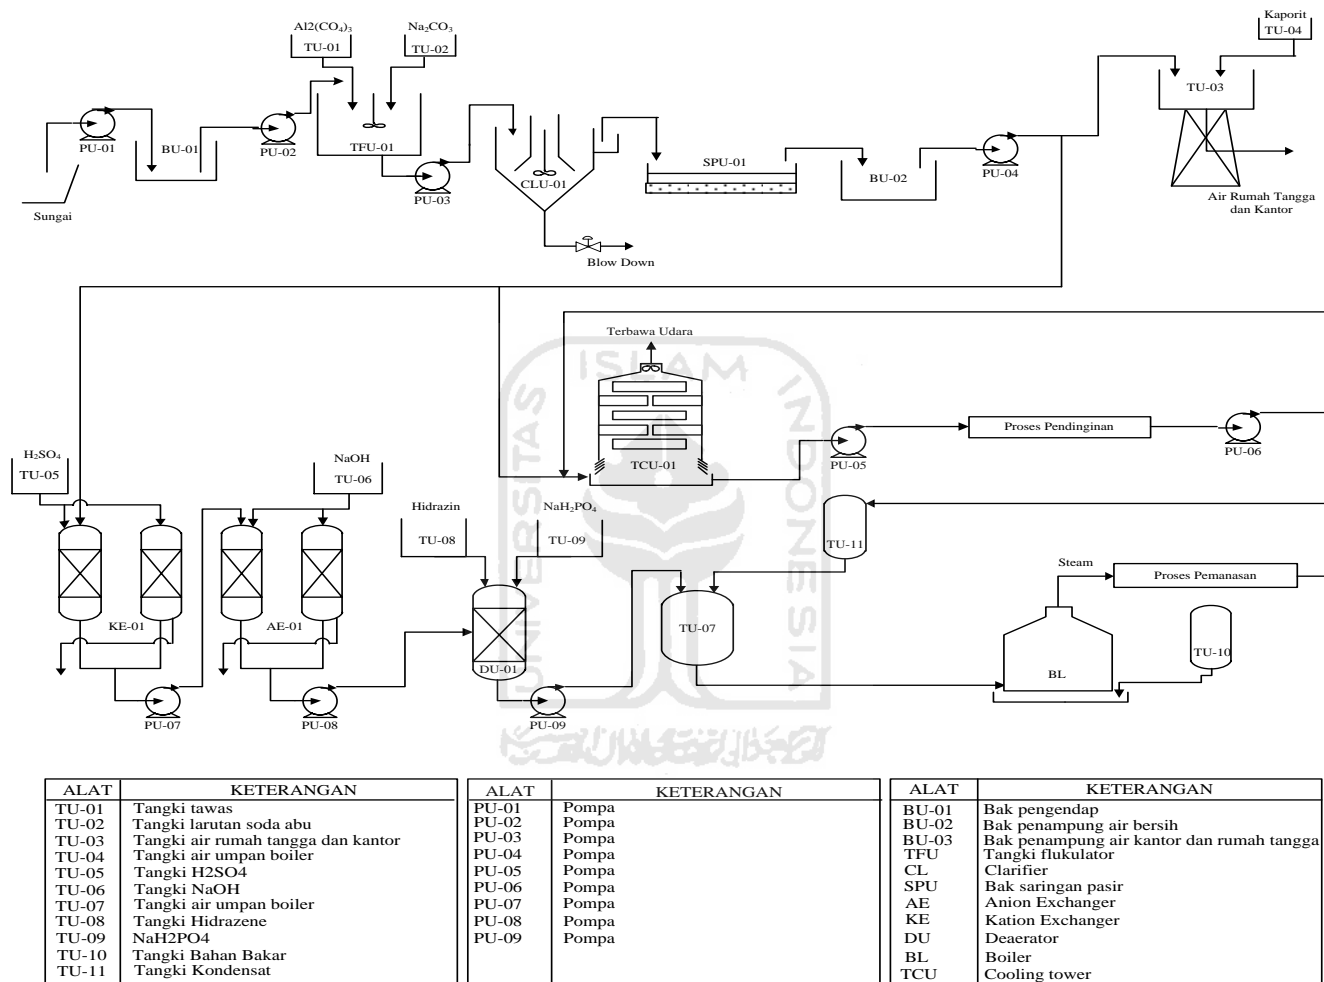 Al2(CO₄)₃
TU-01
Na₂CO₃
TU-02
Kaporit
TU-04
TU-03
PU-01
BU-01
PU-02
TFU-01
PU-03
CLU-01
SPU-01
BU-02
PU-04
Sungai
Air Rumah Tangga
dan Kantor
Blow Down
Terbawa Udara
TCU-01
PU-05
Proses Pendinginan
PU-06
H₂SO₄
TU-05
NaOH
TU-06
Hidrazin
TU-08
NaH₂PO₄
TU-09
TU-11
KE-01
AE-01
DU-01
TU-07
Steam
Proses Pemanasan
BL
TU-10
PU-07
PU-08
PU-09
UNIVERSITAS ISLAM INDONESIA
ALAT KETERANGAN
TU-01 Tangki tawas
TU-02 Tangki larutan soda abu
TU-03 Tangki air rumah tangga dan kantor
TU-04 Tangki air umpan boiler
TU-05 Tangki H2SO4
TU-06 Tangki NaOH
TU-07 Tangki air umpan boiler
TU-08 Tangki Hidrazene
TU-09 NaH2PO4
TU-10 Tangki Bahan Bakar
TU-11 Tangki Kondensat
ALAT KETERANGAN
PU-01 Pompa
PU-02 Pompa
PU-03 Pompa
PU-04 Pompa
PU-05 Pompa
PU-06 Pompa
PU-07 Pompa
PU-08 Pompa
PU-09 Pompa
ALAT KETERANGAN
BU-01 Bak pengendap
BU-02 Bak penampung air bersih
BU-03 Bak penampung air kantor dan rumah tangga
TFU Tangki flukulator
CL Clarifier
SPU Bak saringan pasir
AE Anion Exchanger
KE Kation Exchanger
DU Deaerator
BL Boiler
TCU Cooling tower